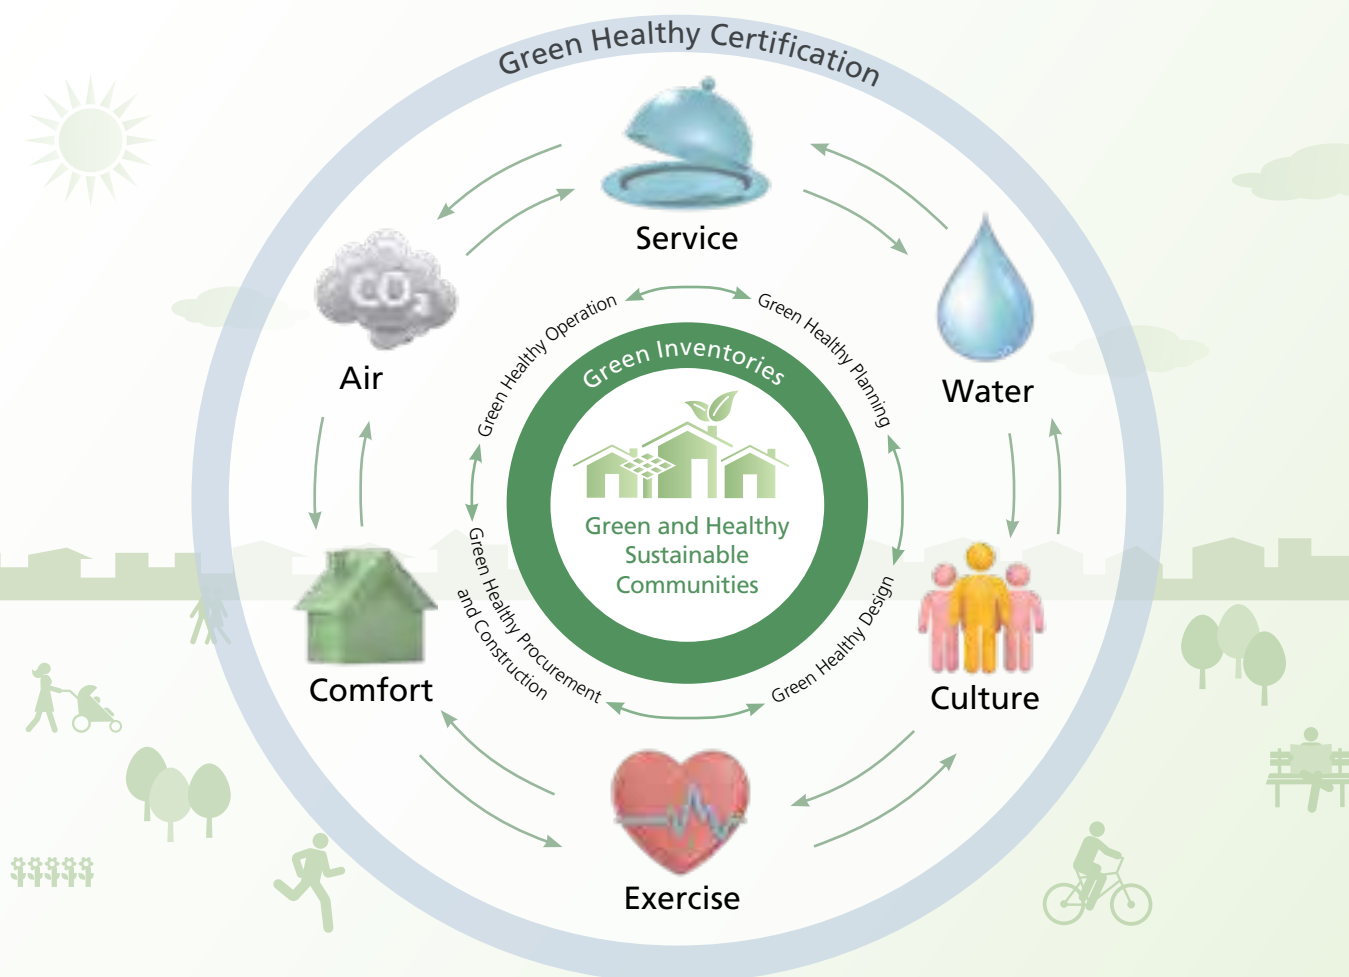 Green Healthy Certification
Service
CO2
Air
Water
Green Healthy Operation
Green Healthy Planning
Green Inventories
Green and Healthy
Sustainable
Communities
Green Healthy Procurement
and Construction
Green Healthy Design
Comfort
Culture
Exercise